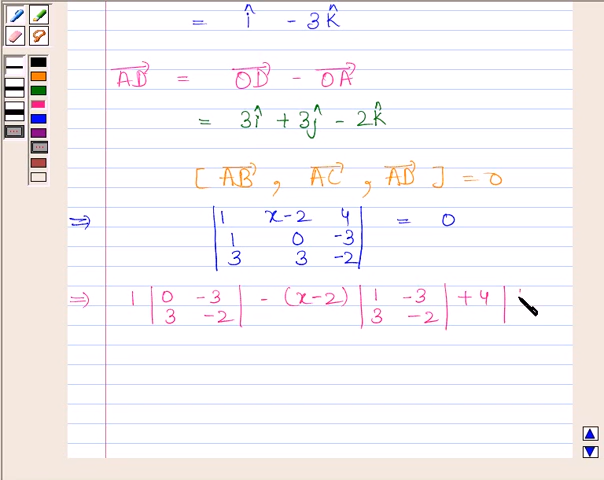 = î - 3k̂
AD⃗ = OD⃗ - OA⃗
= 3î + 3ĵ - 2k̂
[ AB⃗ , AC⃗ , AD⃗ ] = 0
⇒ | 1 x-2 4 | = 0
| 1 0 -3 |
| 3 3 -2 |
⇒ 1 | 0 -3 | - (x-2) | 1 -3 | + 4 |
| 3 -2 | | 3 -2 | |